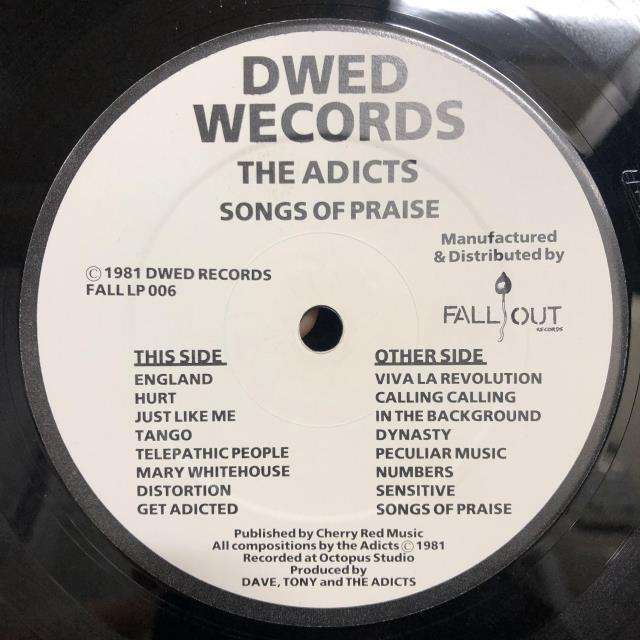 DWED
WECORDS
THE ADICTS
SONGS OF PRAISE
Manufactured
& Distributed by
FALL OUT
RECORDS
© 1981 DWED RECORDS
FALL LP 006
THIS SIDE
ENGLAND
HURT
JUST LIKE ME
TANGO
TELEPATHIC PEOPLE
MARY WHITEHOUSE
DISTORTION
GET ADICTED
OTHER SIDE
VIVA LA REVOLUTION
CALLING CALLING
IN THE BACKGROUND
DYNASTY
PECULIAR MUSIC
NUMBERS
SENSITIVE
SONGS OF PRAISE
Published by Cherry Red Music
All compositions by the Adicts © 1981
Recorded at Octopus Studio
Produced by
DAVE, TONY and THE ADICTS